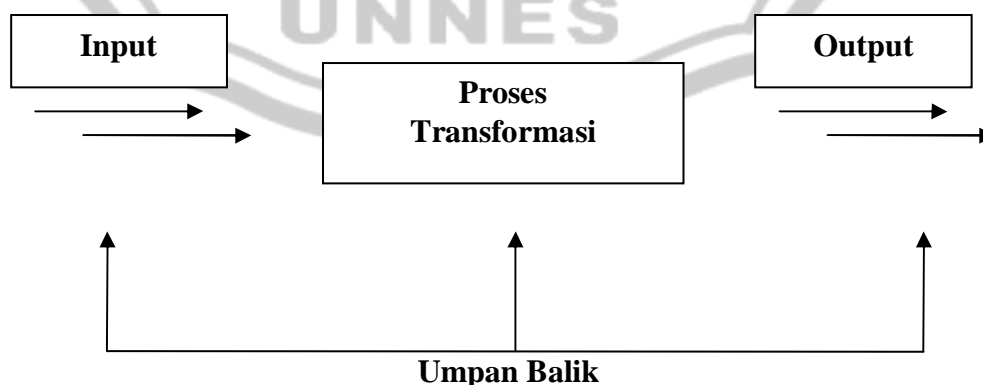 UNNES
Input
Output
Proses
Transformasi
Umpan Balik